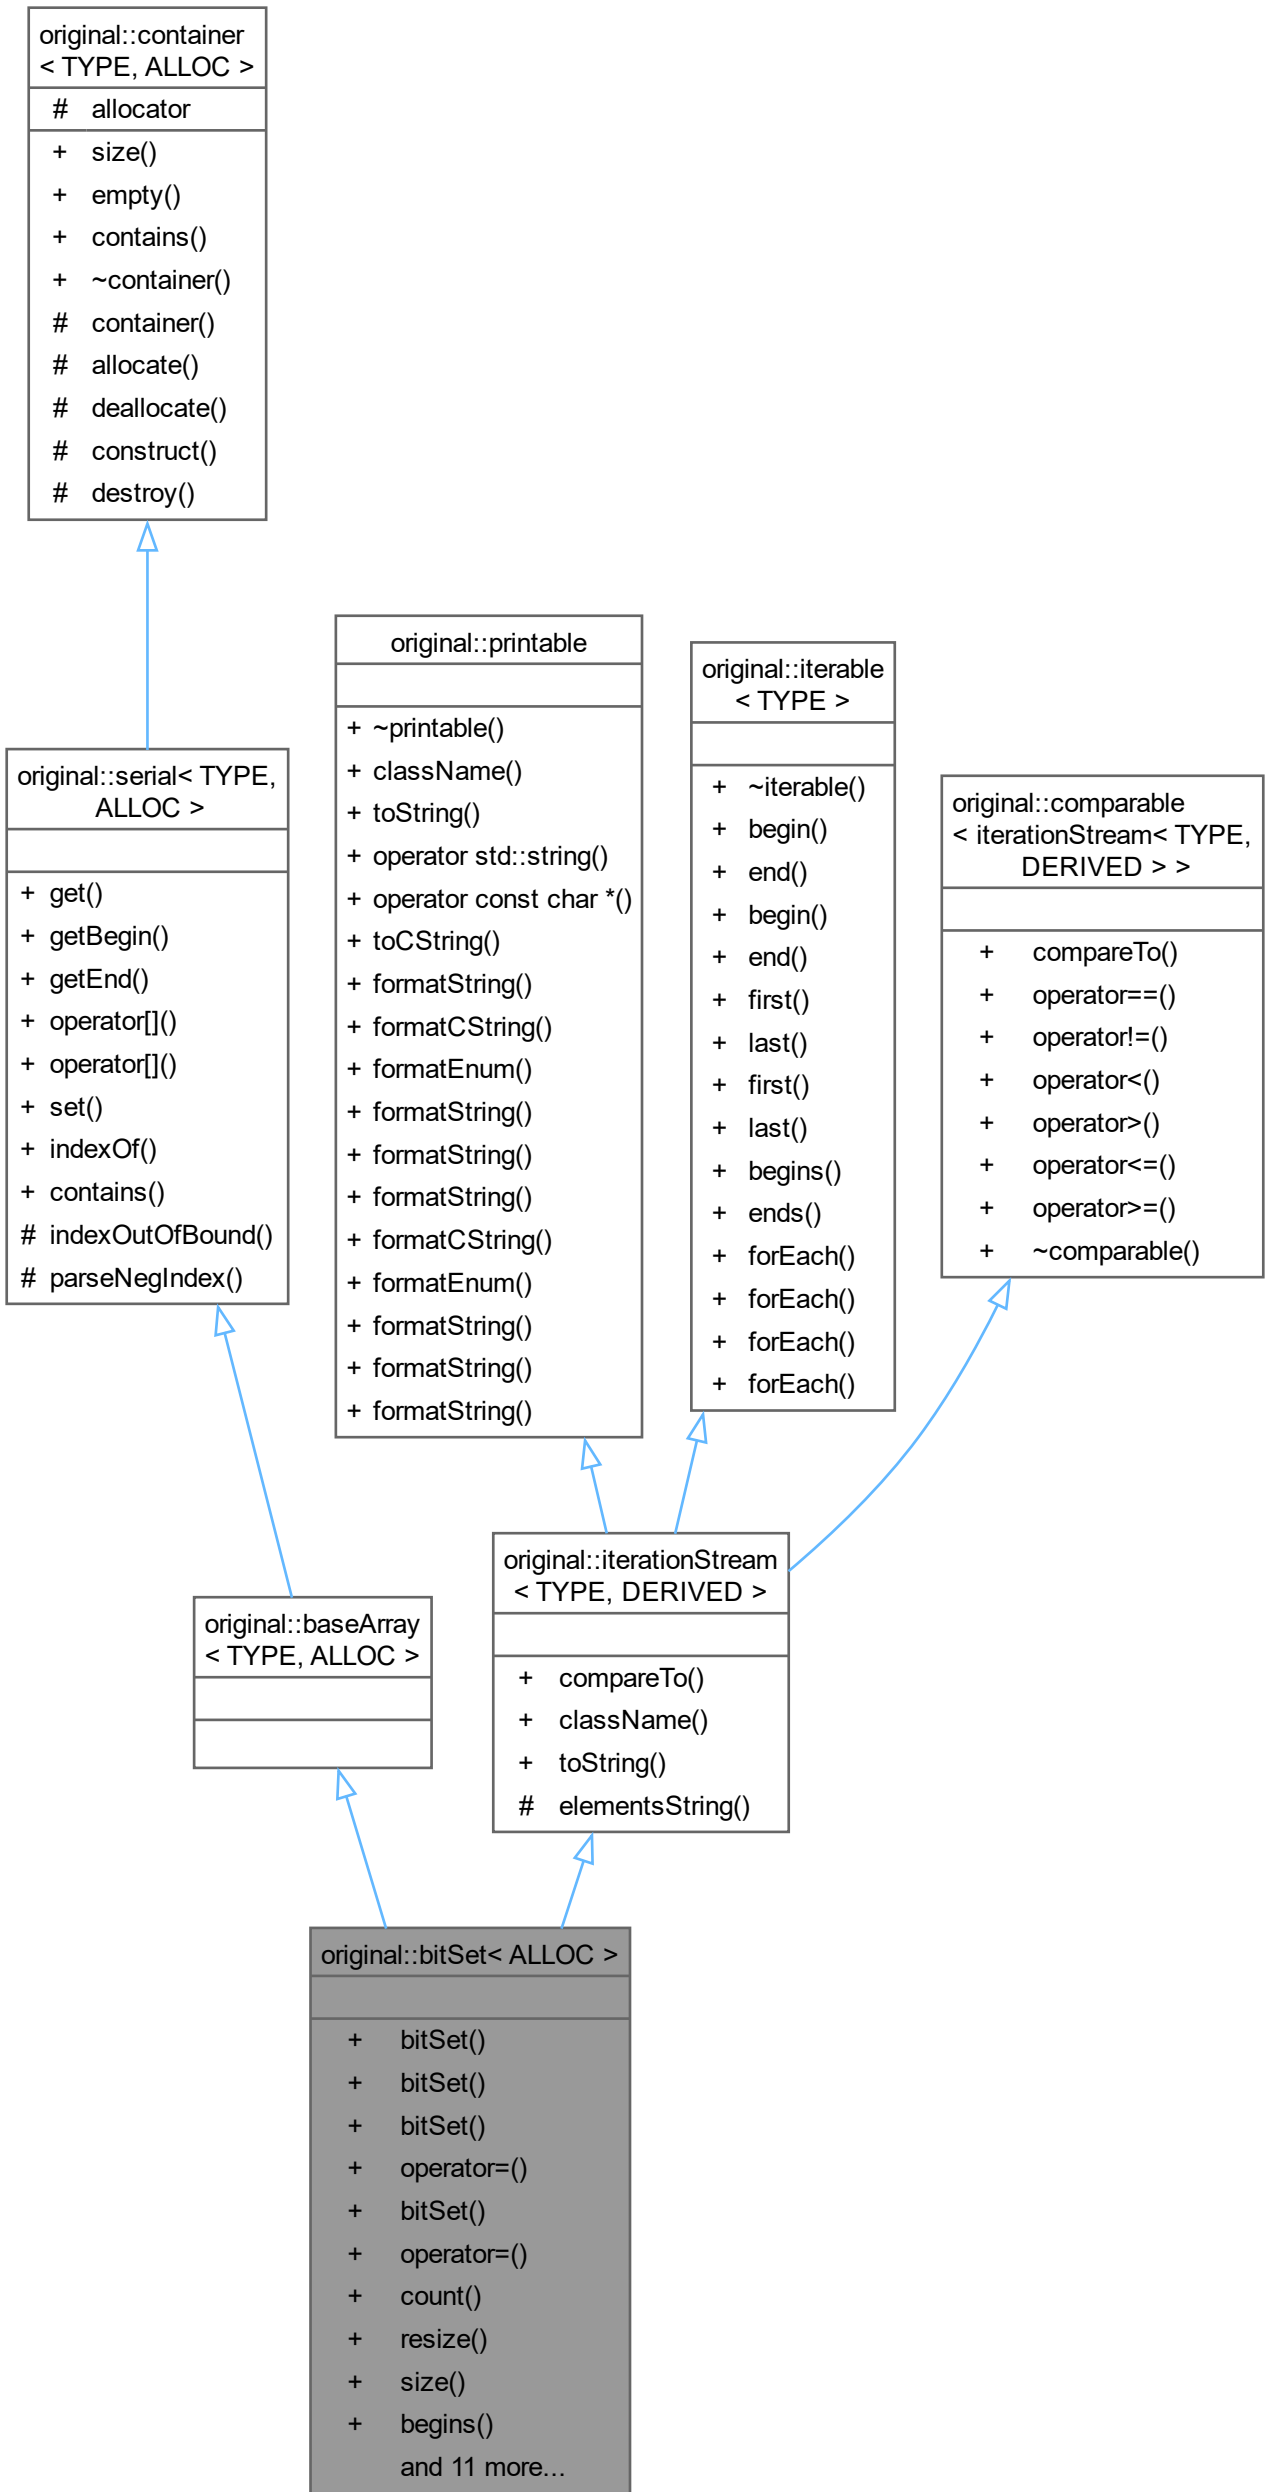 original::container
< TYPE, ALLOC >
# allocator
+ size()
+ empty()
+ contains()
+ ~container()
# container()
# allocate()
# deallocate()
# construct()
# destroy()
original::serial< TYPE,
ALLOC >
+ get()
+ getBegin()
+ getEnd()
+ operator[]()
+ operator[]()
+ set()
+ indexOf()
+ contains()
# indexOutOfBound()
# parseNegIndex()
original::printable
+ ~printable()
+ className()
+ toString()
+ operator std::string()
+ operator const char *()
+ toCString()
+ formatString()
+ formatCString()
+ formatEnum()
+ formatString()
+ formatString()
+ formatString()
+ formatCString()
+ formatEnum()
+ formatString()
+ formatString()
+ formatString()
original::iterable
< TYPE >
+ ~iterable()
+ begin()
+ end()
+ begin()
+ end()
+ first()
+ last()
+ first()
+ last()
+ begins()
+ ends()
+ forEach()
+ forEach()
+ forEach()
+ forEach()
original::comparable
< iterationStream< TYPE,
DERIVED > >
+ compareTo()
+ operator==()
+ operator!=()
+ operator<()
+ operator>()
+ operator<=()
+ operator>=()
+ ~comparable()
original::baseArray
< TYPE, ALLOC >
original::iterationStream
< TYPE, DERIVED >
+ compareTo()
+ className()
+ toString()
# elementsString()
original::bitSet< ALLOC >
+ bitSet()
+ bitSet()
+ bitSet()
+ operator=()
+ bitSet()
+ operator=()
+ count()
+ resize()
+ size()
+ begins()
and 11 more...